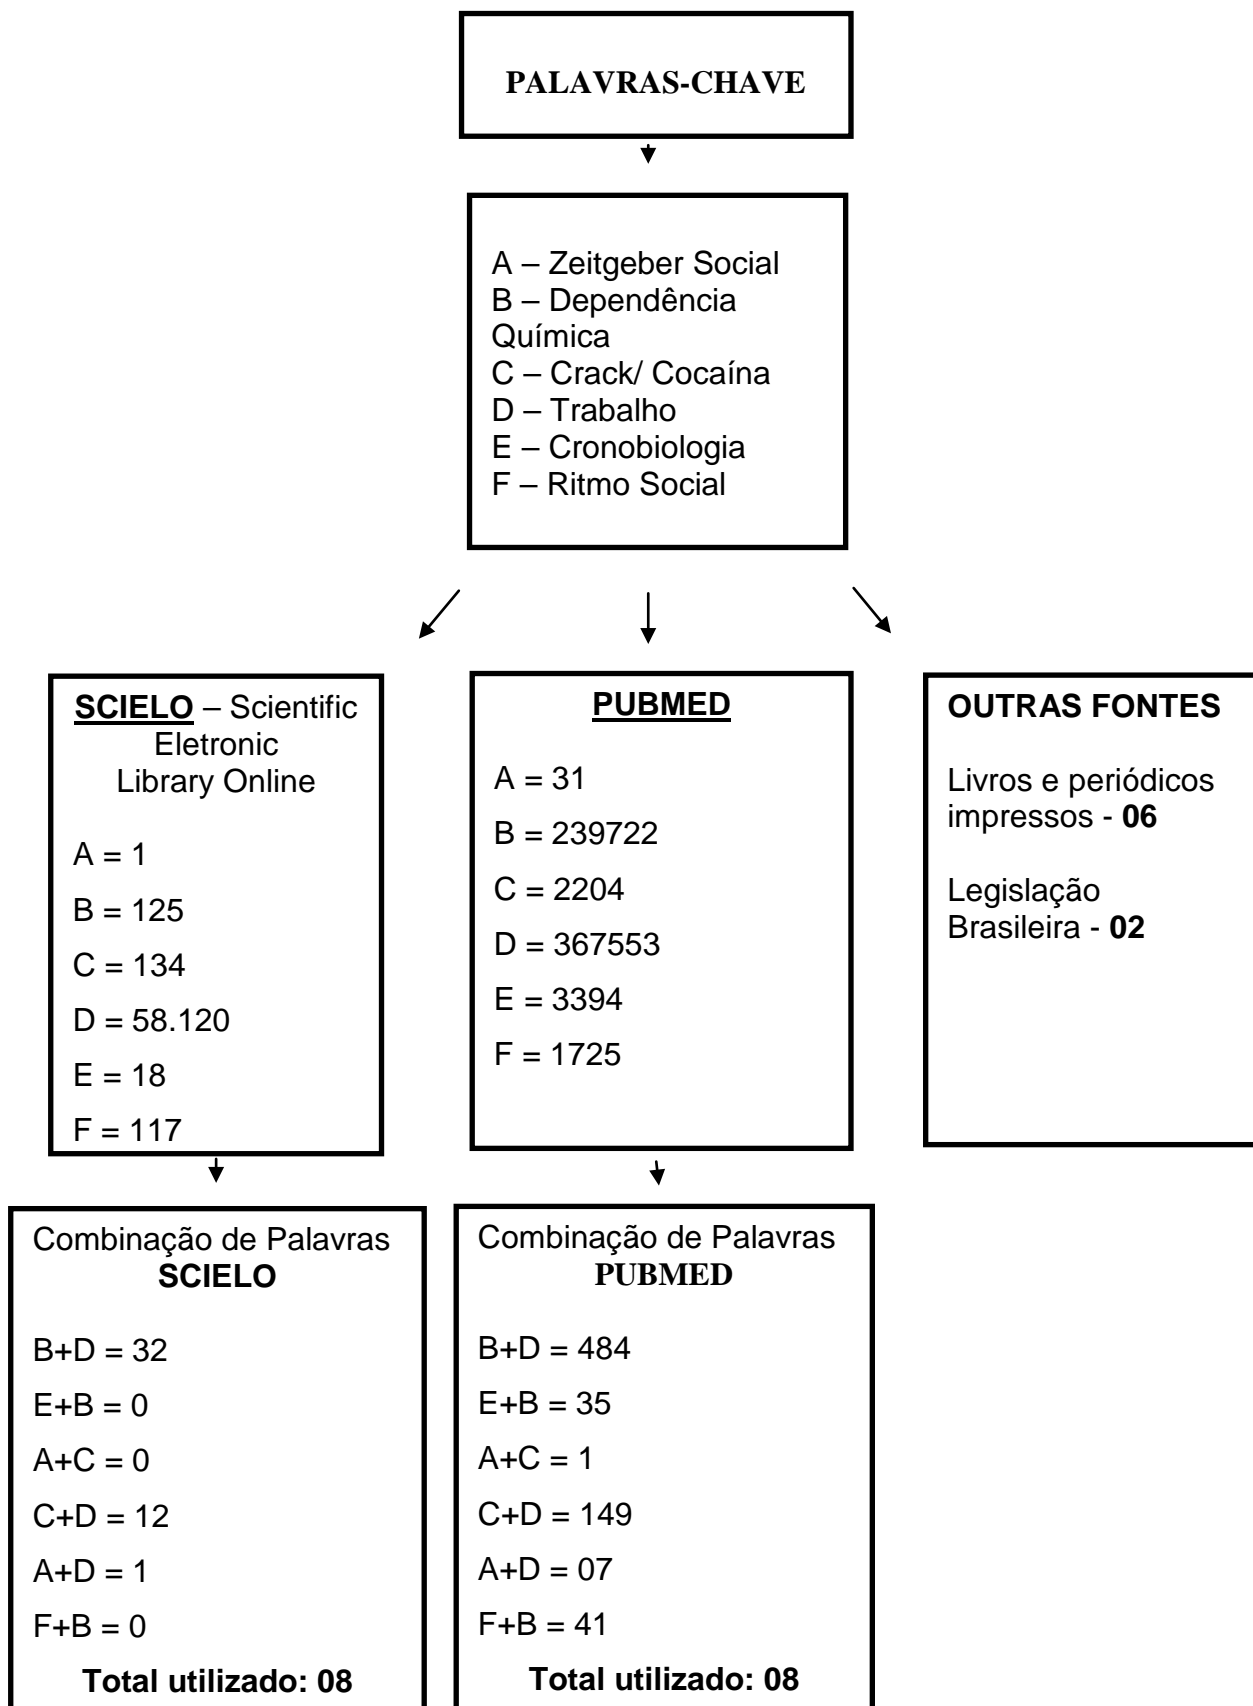 PALAVRAS-CHAVE
A – Zeitgeber Social
B – Dependência
Química
C – Crack/ Cocaína
D – Trabalho
E – Cronobiologia
F – Ritmo Social
SCIELO – Scientific
Eletronic
Library Online
A = 1
B = 125
C = 134
D = 58.120
E = 18
F = 117
PUBMED
A = 31
B = 239722
C = 2204
D = 367553
E = 3394
F = 1725
OUTRAS FONTES
Livros e periódicos
impressos - 06
Legislação
Brasileira - 02
Combinação de Palavras
SCIELO
B+D = 32
E+B = 0
A+C = 0
C+D = 12
A+D = 1
F+B = 0
Total utilizado: 08
Combinação de Palavras
PUBMED
B+D = 484
E+B = 35
A+C = 1
C+D = 149
A+D = 07
F+B = 41
Total utilizado: 08